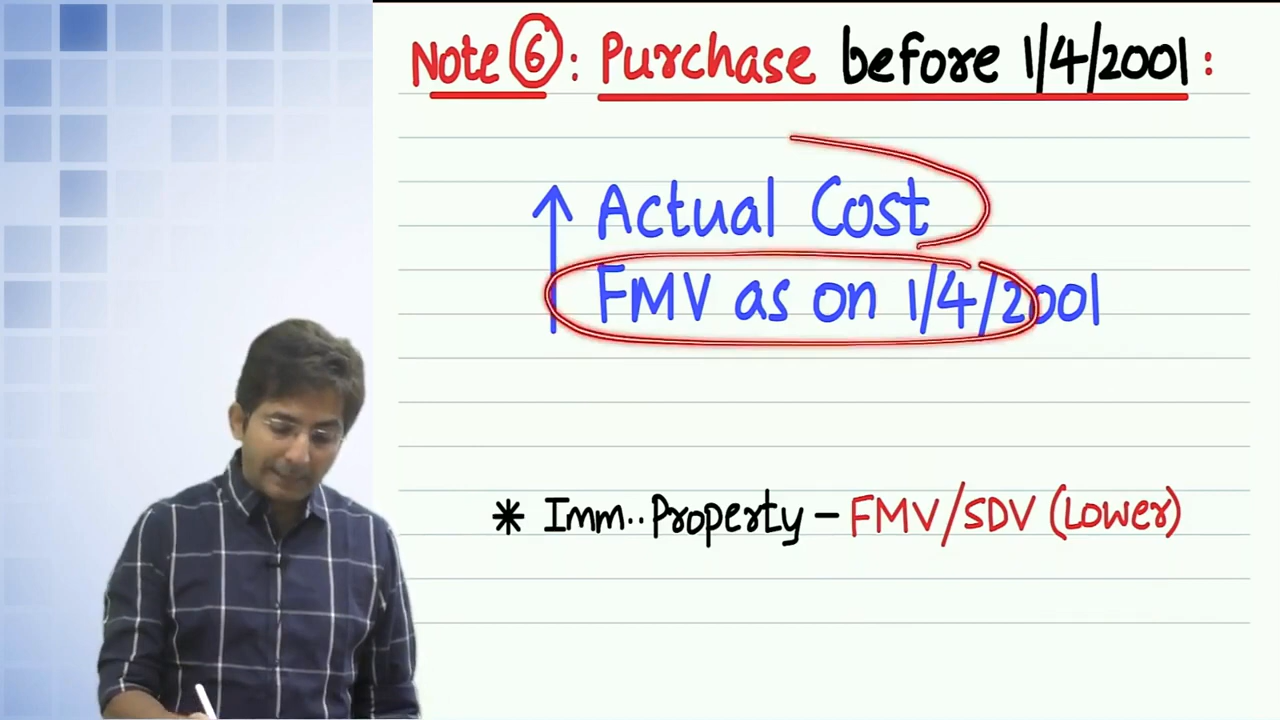 Note 6: Purchase before 1/4/2001:
↑ Actual Cost
FMV as on 1/4/2001
* Imm.. Property - FMV/SDV (Lower)